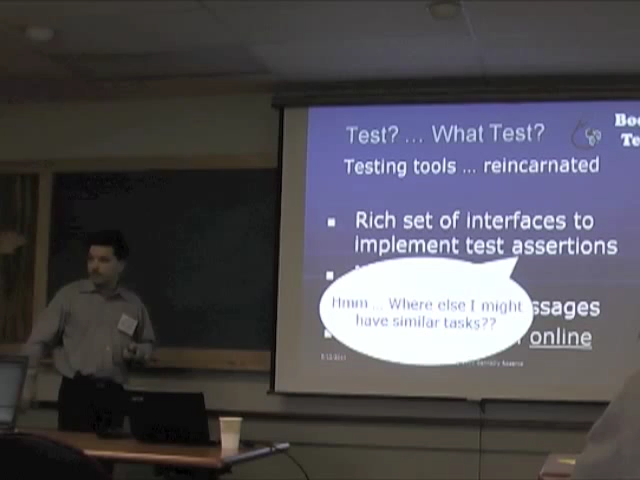 Test? ... What Test?
Testing tools ... reincarnated
Rich set of interfaces to
implement test assertions
Hmm ... Where else I might
have similar tasks??
ssages
online